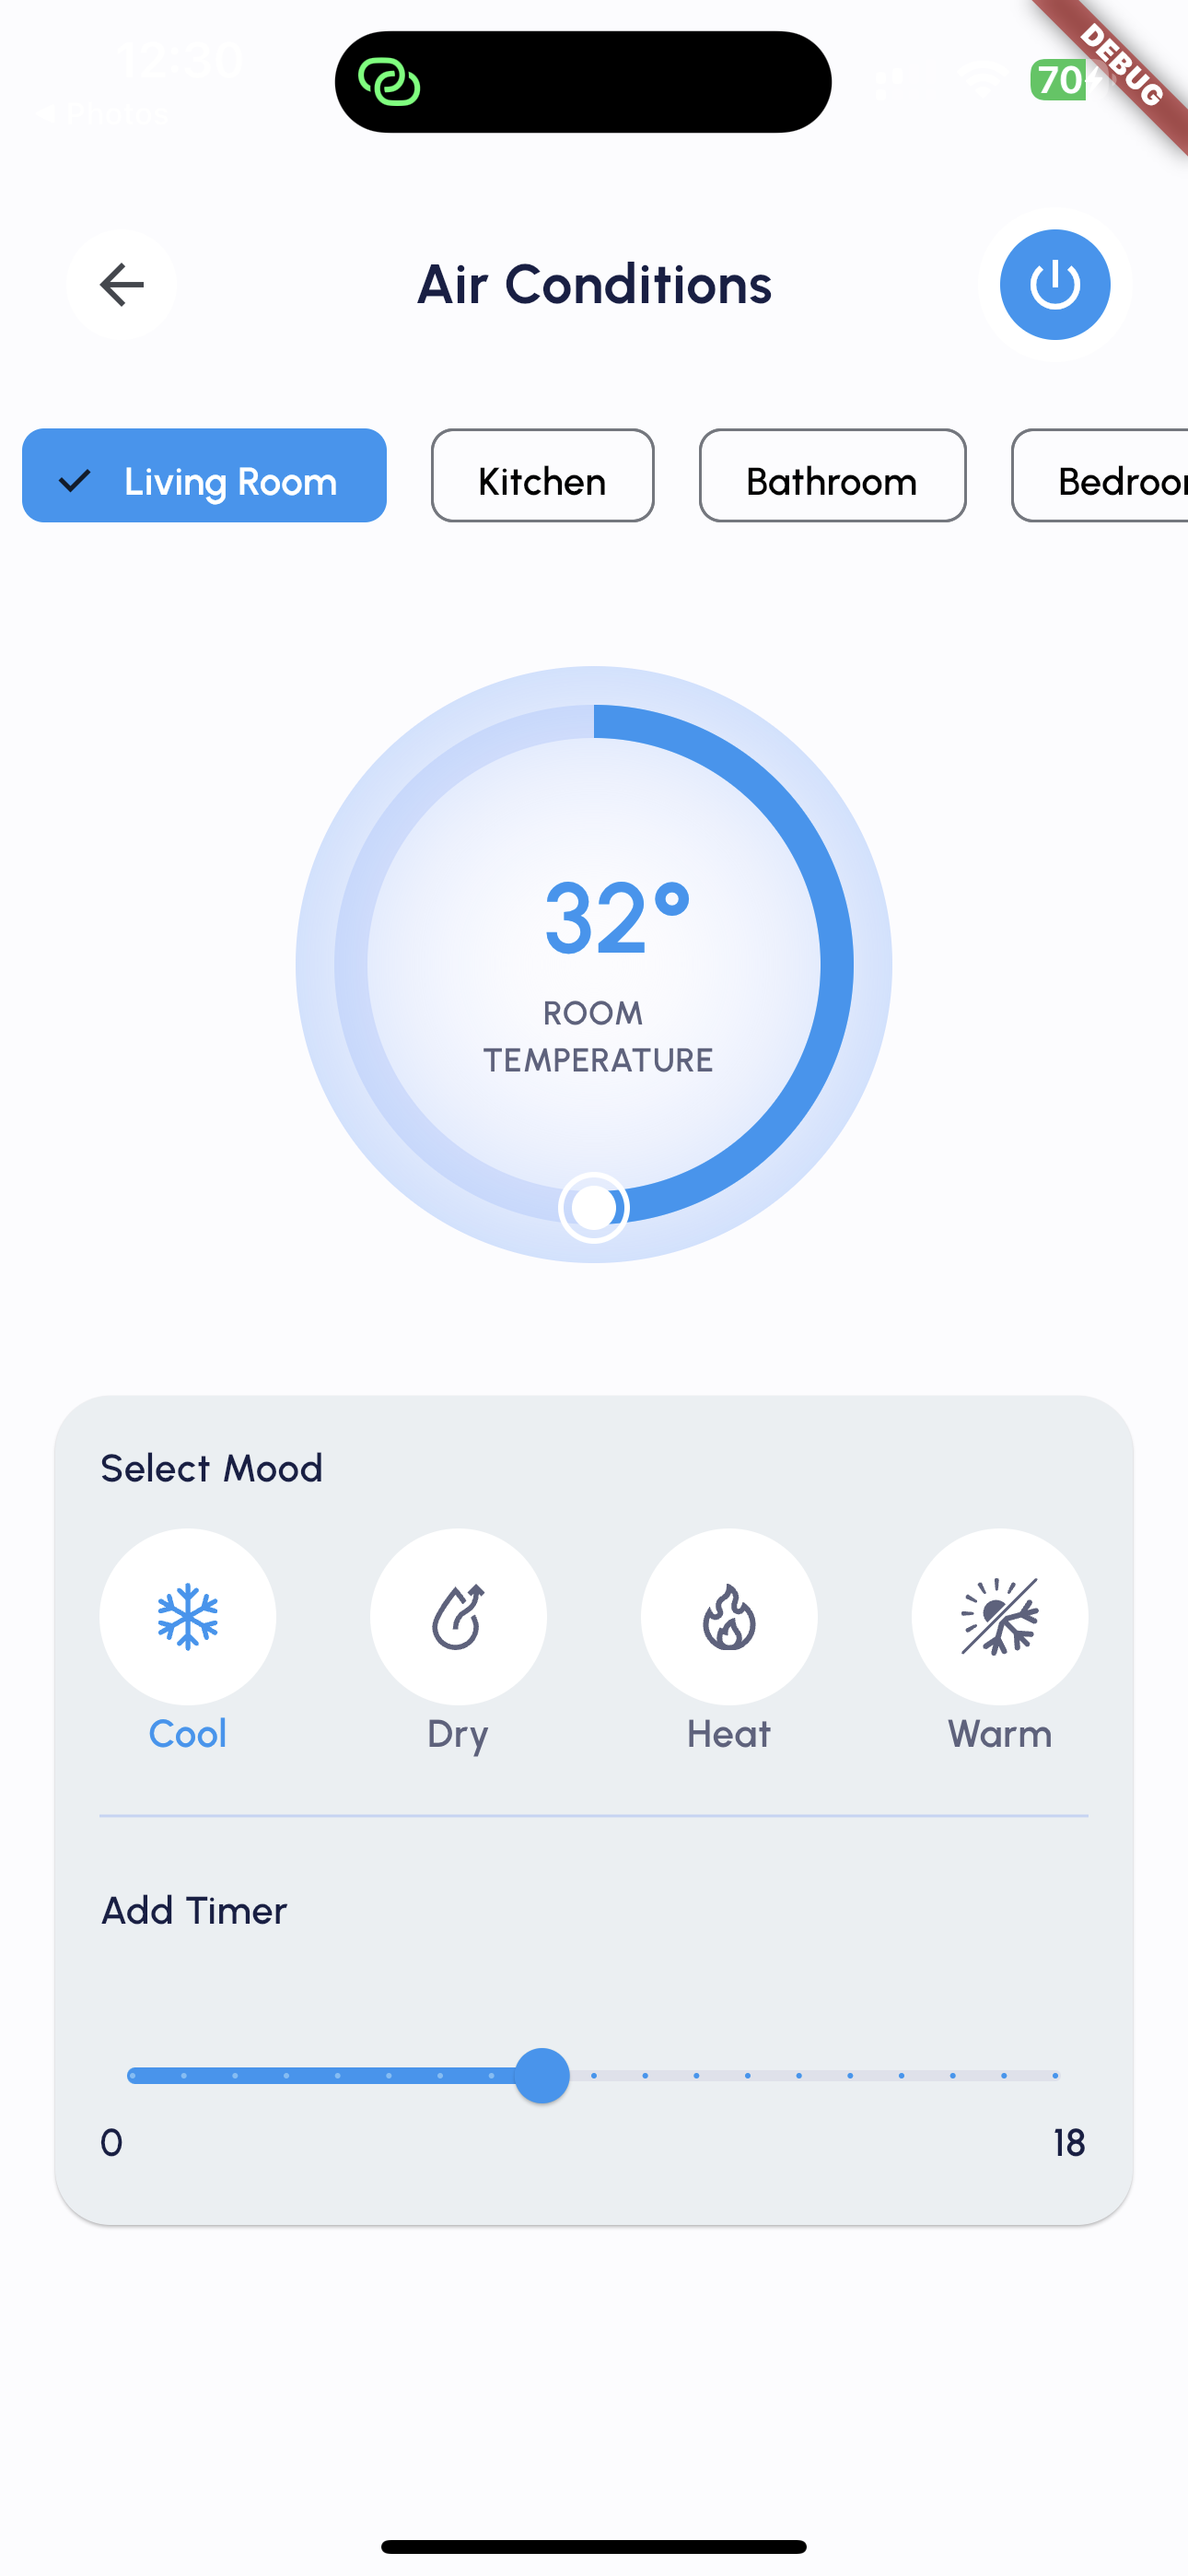 12:30
Photos
70
DEBUG
Air Conditions
Living Room
Kitchen
Bathroom
Bedroo
32°
ROOM
TEMPERATURE
Select Mood
Cool
Dry
Heat
Warm
Add Timer
0
18